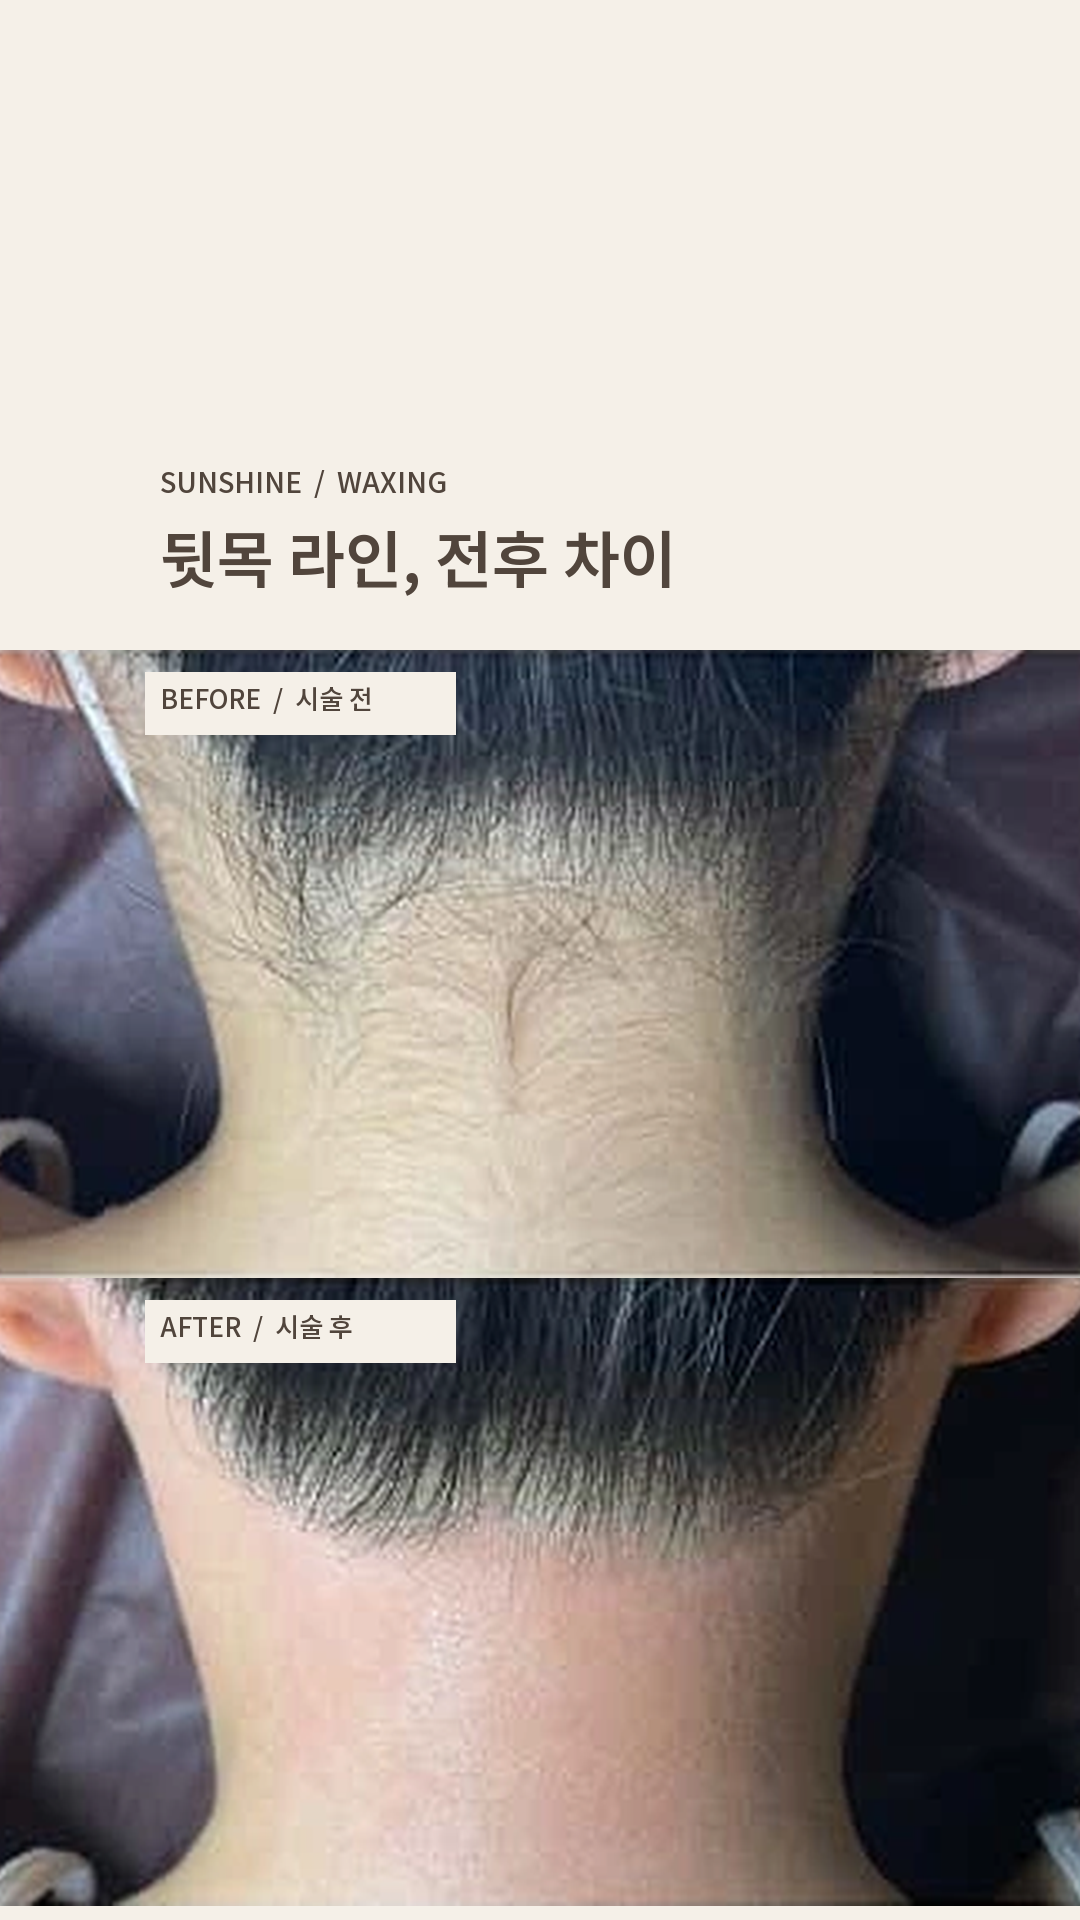 SUNSHINE / WAXING
뒷목 라인, 전후 차이
BEFORE / 시술 전
AFTER / 시술 후